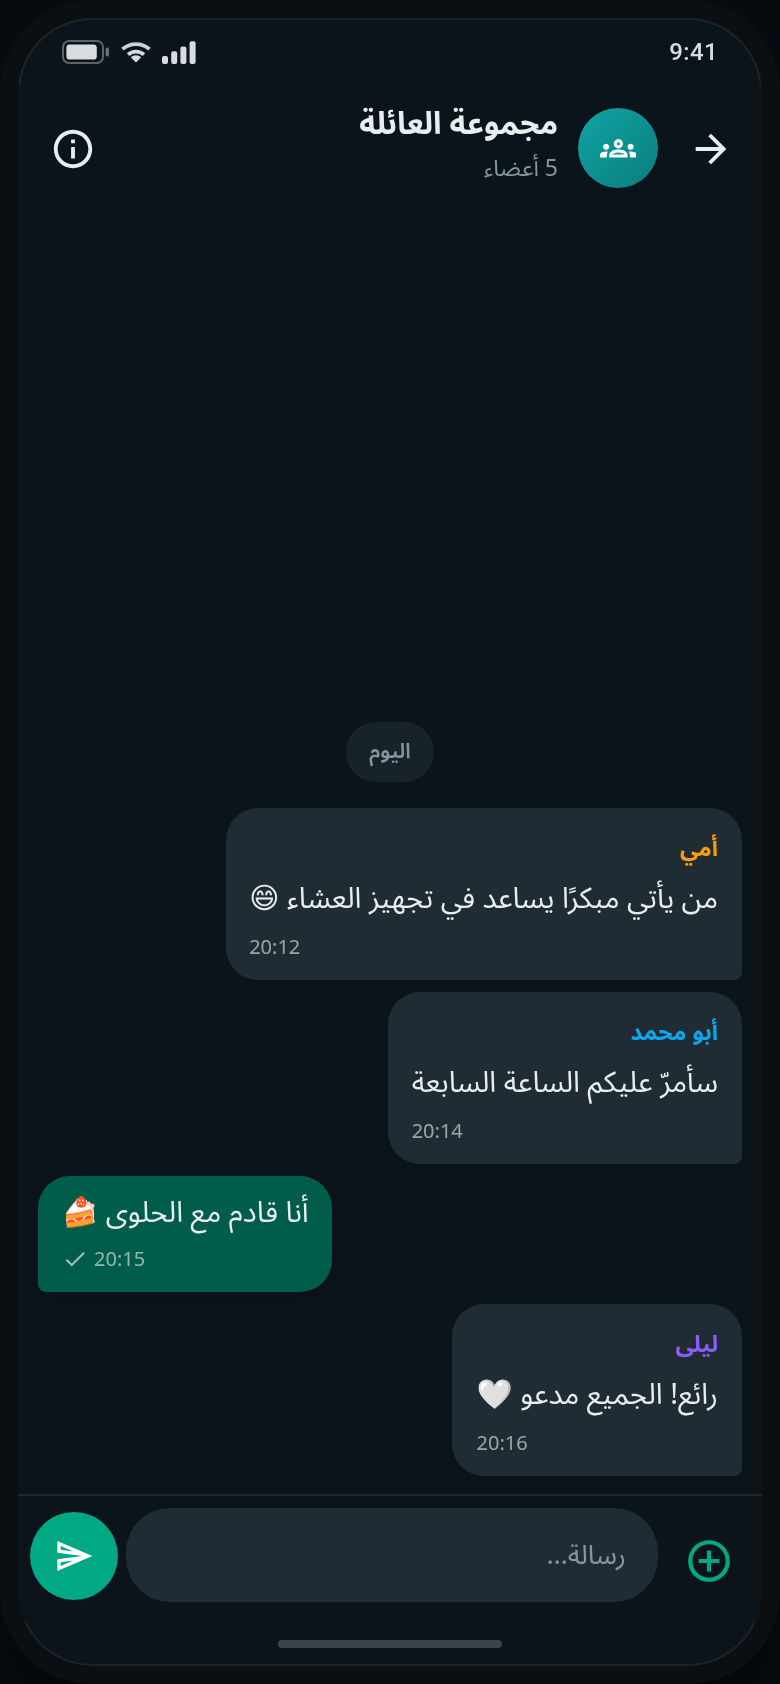 9:41
مجموعة العائلة
5 أعضاء
اليوم
أمي
من يأتي مبكرًا يساعد في تجهيز العشاء 😄
20:12
أبو محمد
سأمرّ عليكم الساعة السابعة
20:14
أنا قادم مع الحلوى 🍰
20:15
ليلى
رائع! الجميع مدعو 🤍
20:16
رسالة...